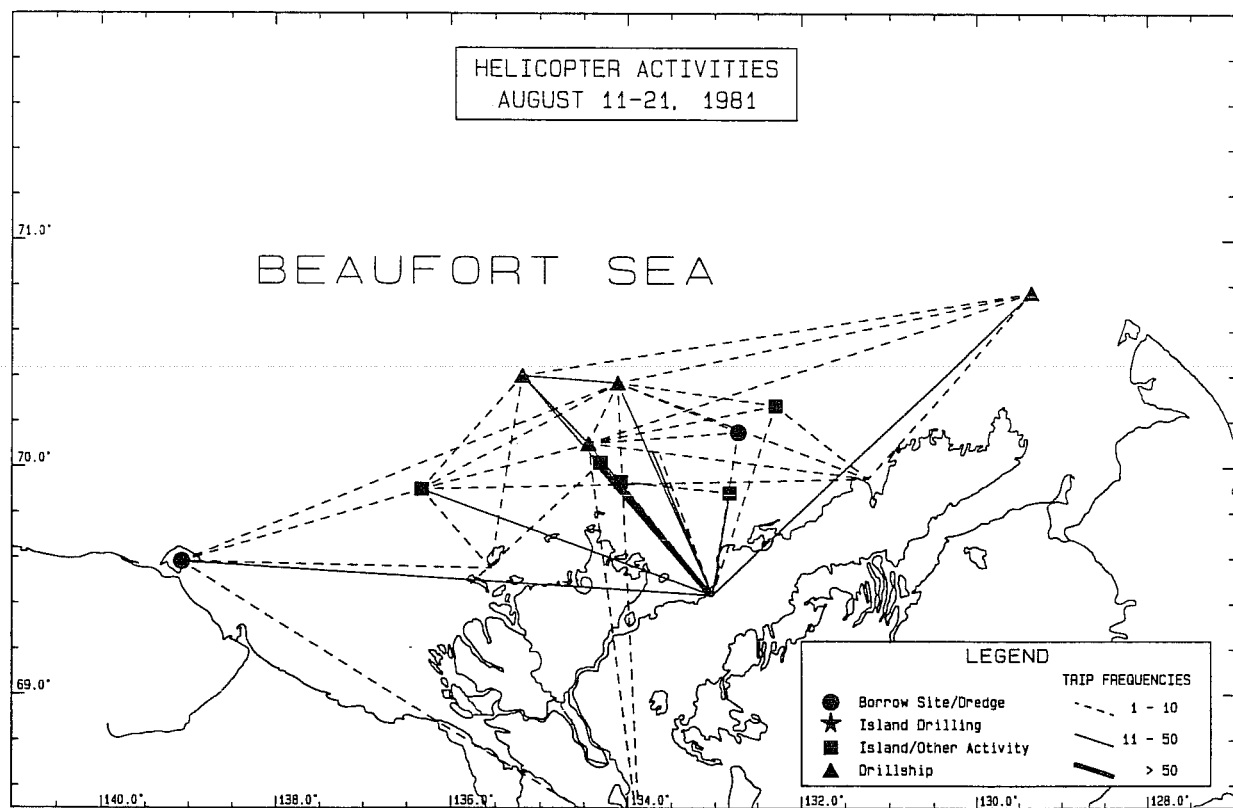 HELICOPTER ACTIVITIES
AUGUST 11-21, 1981
71.0°
BEAUFORT SEA
70.0°
69.0°
LEGEND
TRIP FREQUENCIES
Borrow Site/Dredge
1 - 10
Island Drilling
11 - 50
Island/Other Activity
> 50
Drillship
140.0° 138.0° 136.0° 134.0° 132.0° 130.0° 128.0°